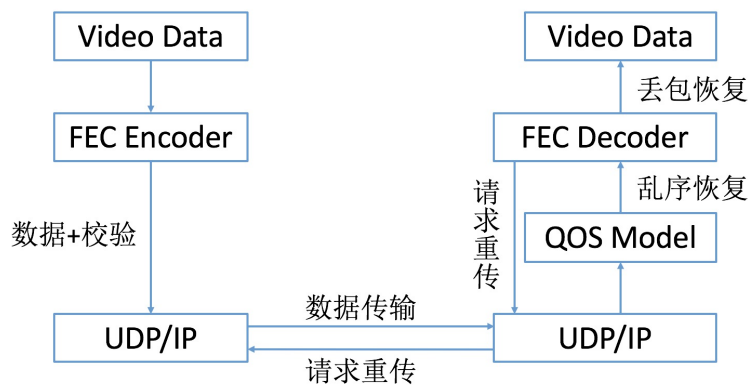 Video Data
FEC Encoder
数据+校验
UDP/IP
数据传输
请求重传
Video Data
丢包恢复
FEC Decoder
乱序恢复
QOS Model
请求重传
UDP/IP